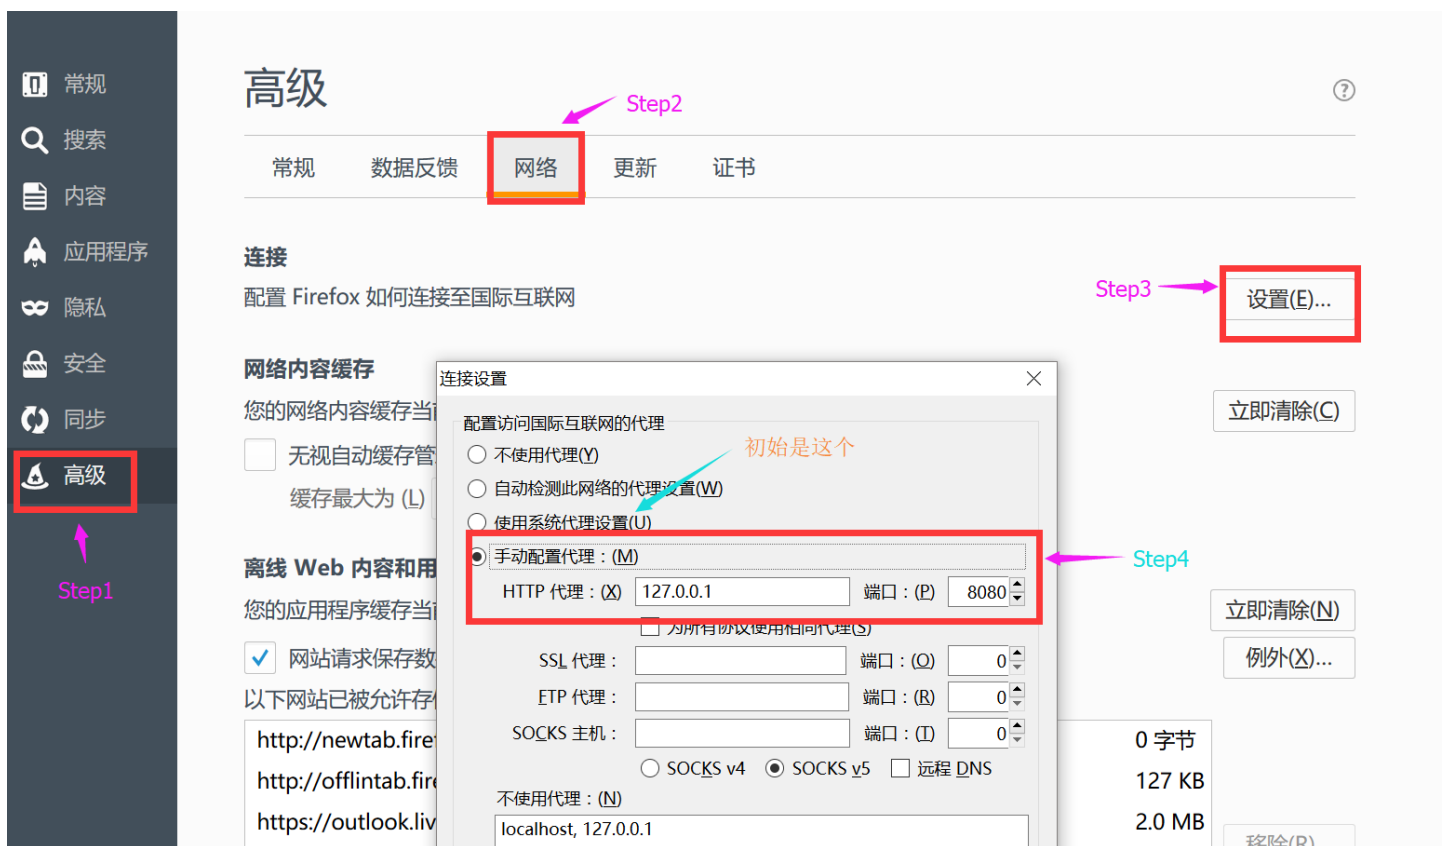 常规
搜索
内容
应用程序
隐私
安全
同步
高级
Step1
高级
Step2
常规 数据反馈 网络 更新 证书
连接
配置 Firefox 如何连接至国际互联网
Step3
设置(E)...
网络内容缓存
您的网络内容缓存当前
立即清除(C)
无视自动缓存管
缓存最大为 (L)
离线 Web 内容和用
您的应用程序缓存当前
立即清除(N)
网站请求保存数
例外(X)...
以下网站已被允许存储
http://newtab.firef
0 字节
http://offlintab.fire
127 KB
https://outlook.liv
2.0 MB
移除(R)
连接设置
配置访问国际互联网的代理
初始是这个
不使用代理(Y)
自动检测此网络的代理设置(W)
使用系统代理设置(U)
手动配置代理：(M)
Step4
HTTP 代理：(X) 127.0.0.1 端口：(P) 8080
为所有协议使用相同代理(S)
SSL 代理： 端口：(O) 0
FTP 代理： 端口：(R) 0
SOCKS 主机： 端口：(T) 0
SOCKS v4 SOCKS v5 远程 DNS
不使用代理：(N)
localhost, 127.0.0.1